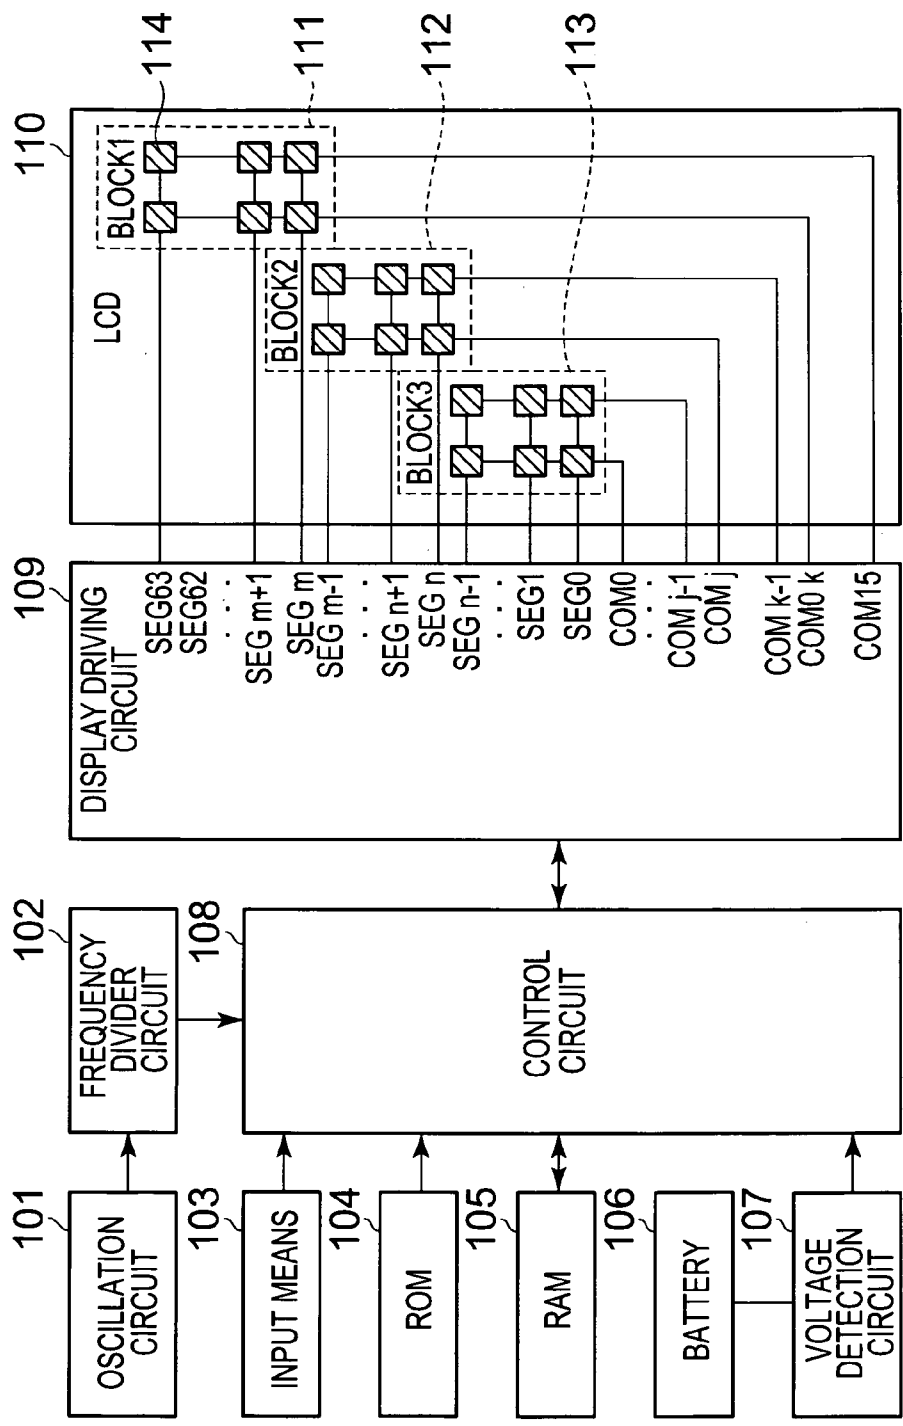 101
OSCILLATION
CIRCUIT
102
FREQUENCY
DIVIDER
CIRCUIT
103
INPUT MEANS
104
ROM
105
RAM
106
BATTERY
107
VOLTAGE
DETECTION
CIRCUIT
108
CONTROL
CIRCUIT
109
DISPLAY DRIVING
CIRCUIT
SEG63
SEG62
SEG m+1
SEG m
SEG m-1
SEG n+1
SEG n
SEG n-1
SEG1
SEG0
COM0
COM j-1
COM j
COM k-1
COM0 k
COM15
110
LCD
BLOCK1
BLOCK2
BLOCK3
114
111
112
113